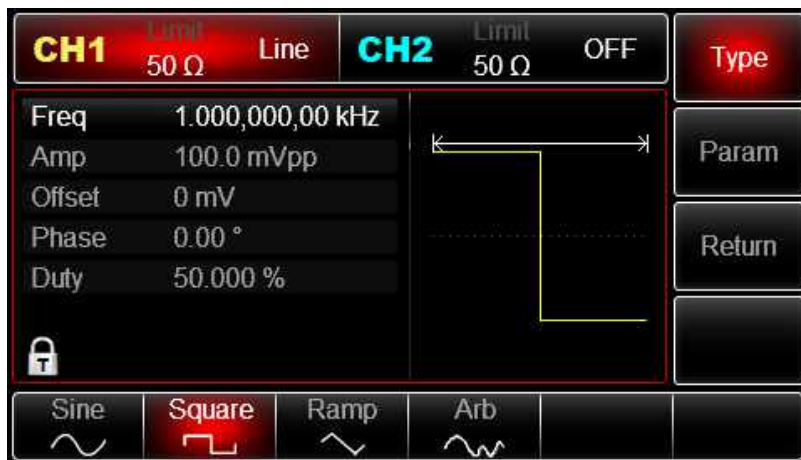 CH1 Limit 50 Ω Line CH2 Limit 50 Ω OFF
Type
Freq 1.000,000,00 kHz
Amp 100.0 mVpp
Param
Offset 0 mV
Phase 0.00 °
Return
Duty 50.000 %
T
Sine Square Ramp Arb